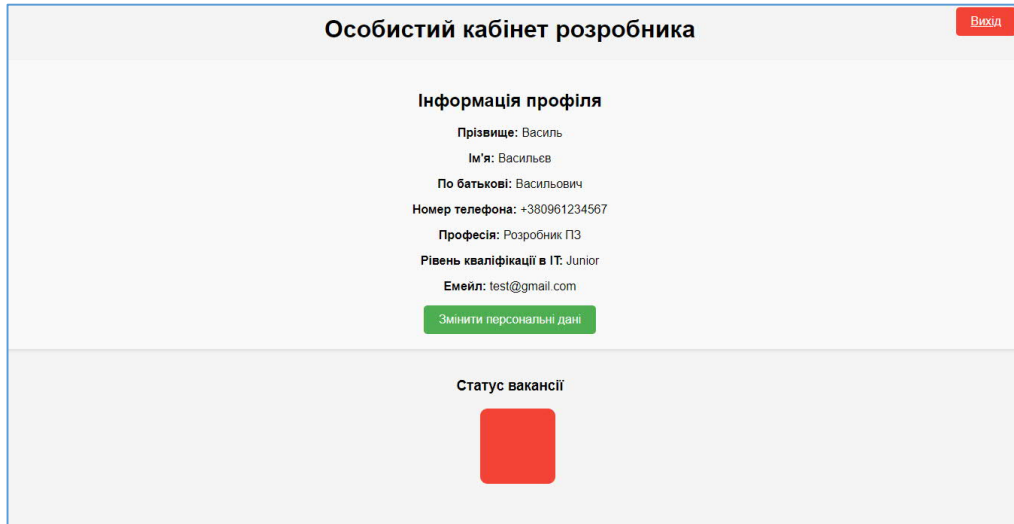 Особистий кабінет розробника
Вихід
Інформація профіля
Прізвище: Василь
Ім'я: Васильєв
По батькові: Васильович
Номер телефона: +380961234567
Професія: Розробник ПЗ
Рівень кваліфікації в ІТ: Junior
Емейл: test@gmail.com
Змінити персональні дані
Статус вакансії